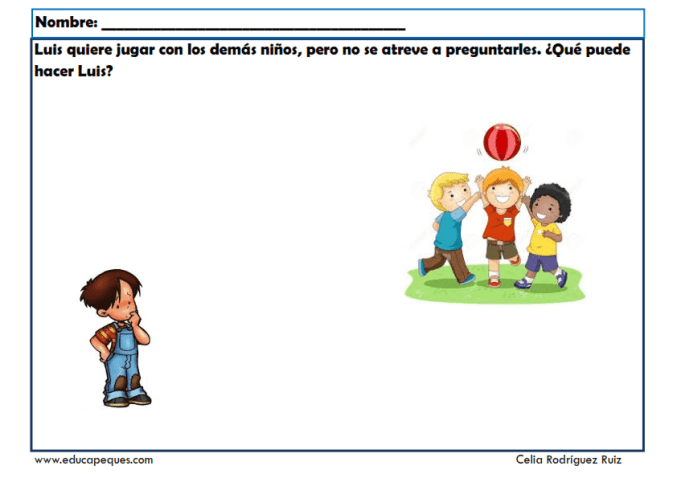 Nombre: ________________________________________
Luis quiere jugar con los demás niños, pero no se atreve a preguntarles. ¿Qué puede
hacer Luis?
www.educapeques.com Celia Rodríguez Ruiz